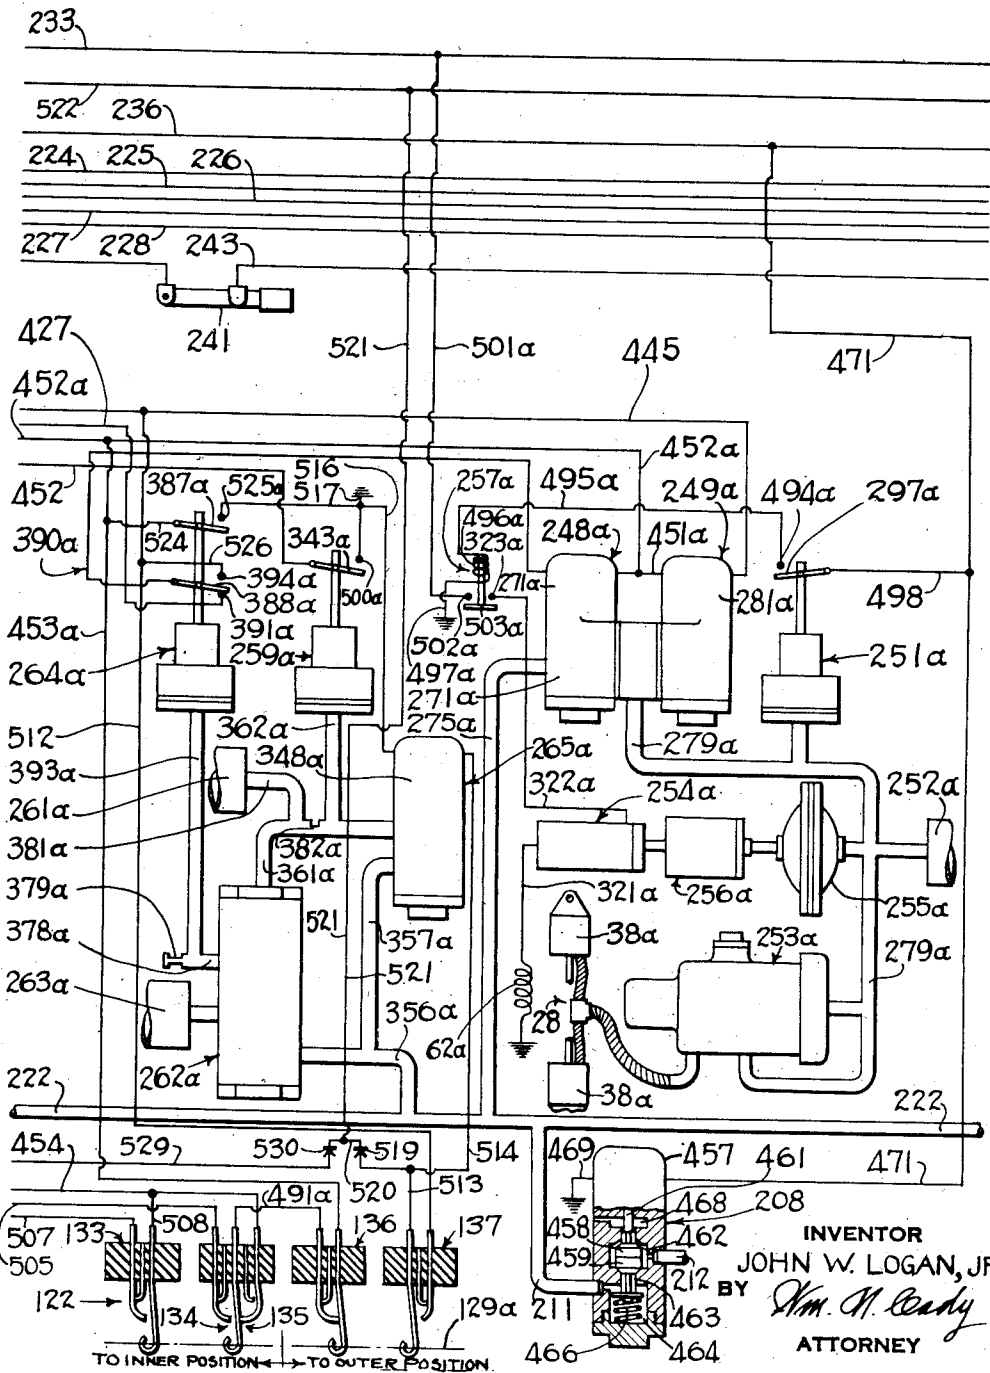 233
522 236
224 225 226
227 228 243
241
427 521 501a 445 471
452a
452a
452 387a 525a 516 517 257a 495a 249a 494a 297a
390a 524 526 343a 496a 323a 248a 451a
394a 388a 500a 271a 281a 498
391a 502a 503a
453a 259a 497a 251a
264a 271a
512 362a 275a 279a
393a 348a 265a 252a
261a 322a 254a
381a 382a
361a 256a 255a
379a 321a
521 357a 38a 253a 279a
378a 521
263a 28
356a 62a
262a 38a
222 222
454 529 530 519 514 469 457
520 461 471
491a 513 468 208
507 133 508 136 137 458 462
505 459 212
122 134 135 129a 211 463
466 464
TO INNER POSITION TO OUTER POSITION
INVENTOR
JOHN W. LOGAN, JR
BY Wm. N. Cady
ATTORNEY